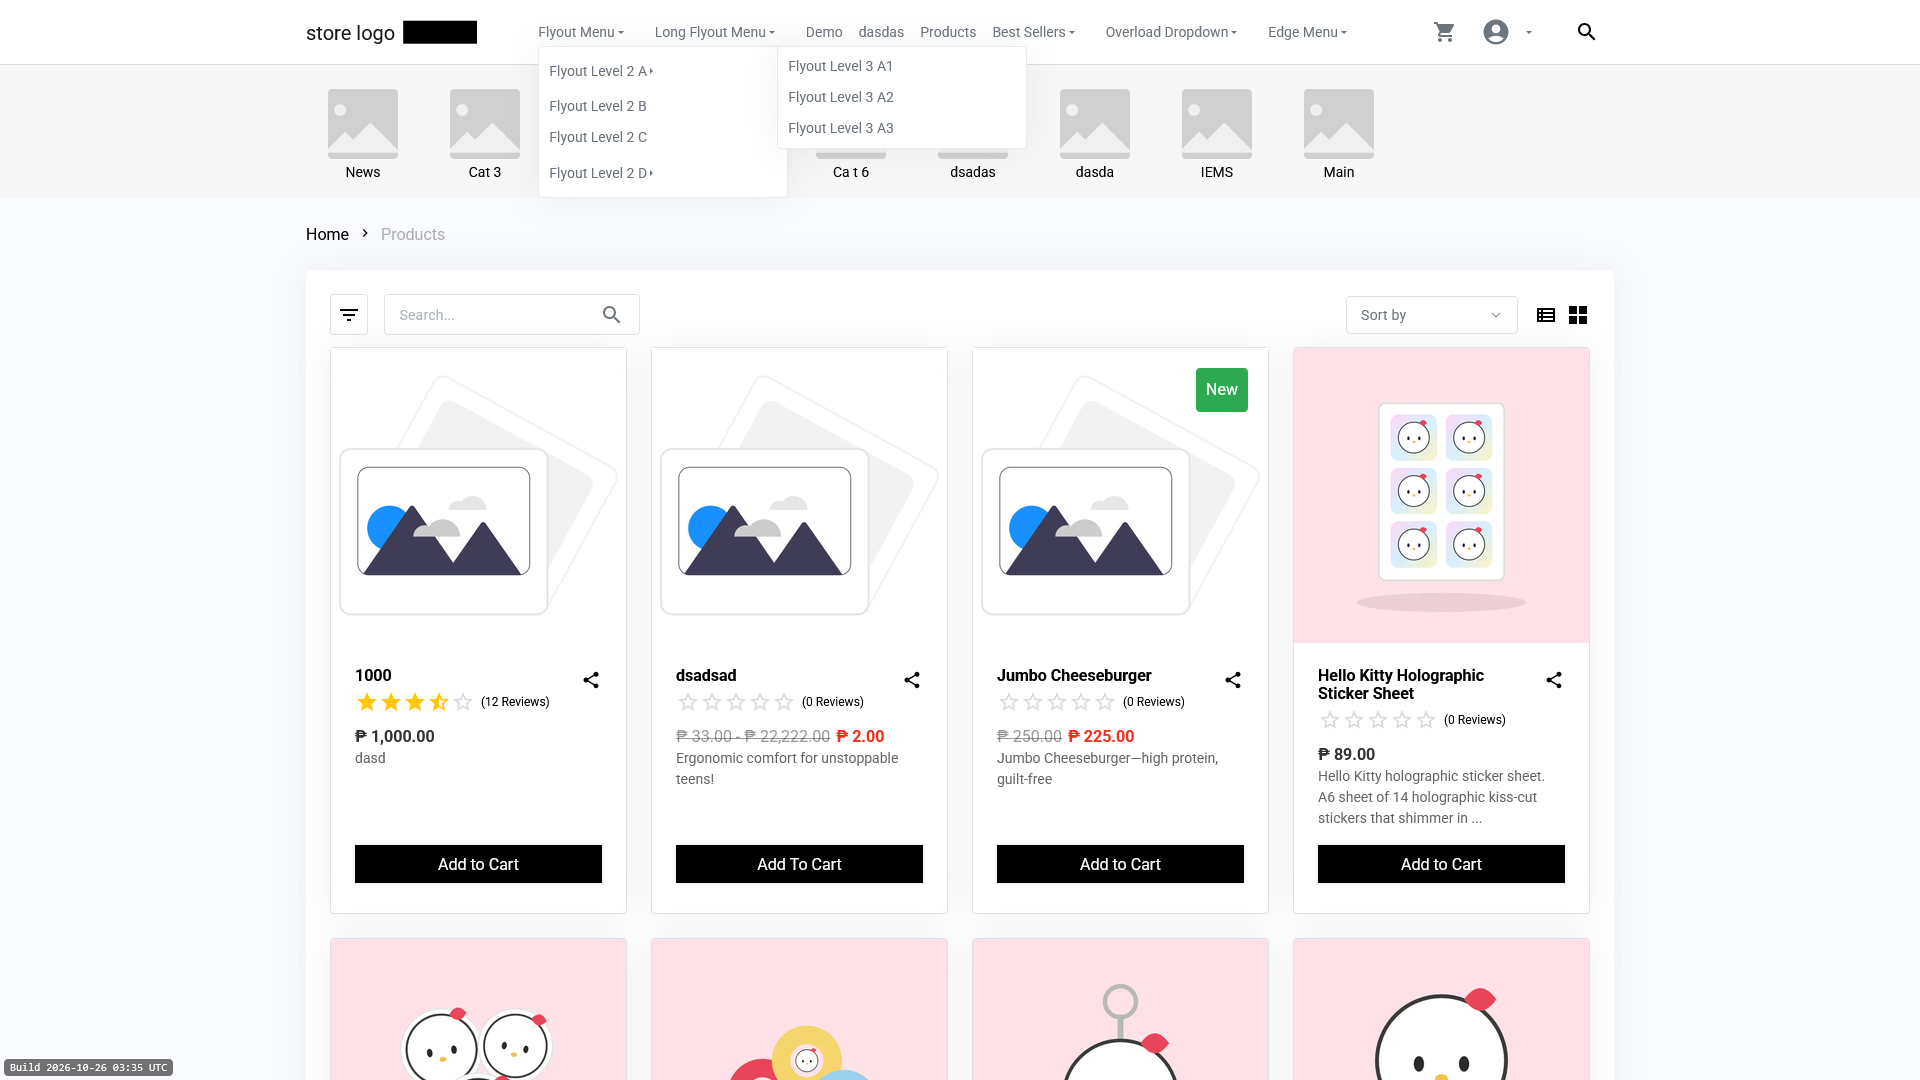 store logo
Flyout Menu
Long Flyout Menu
Demo
dasdas
Products
Best Sellers
Overload Dropdown
Edge Menu
Flyout Level 2 A
Flyout Level 2 B
Flyout Level 2 C
Flyout Level 2 D
Flyout Level 3 A1
Flyout Level 3 A2
Flyout Level 3 A3
News
Cat 3
Ca t 6
dsadas
dasda
IEMS
Main
Home
Products
Search...
Sort by
1000
(12 Reviews)
₱ 1,000.00
dasd
Add to Cart
dsadsad
(0 Reviews)
₱ 33.00 - ₱ 22,222.00 ₱ 2.00
Ergonomic comfort for unstoppable
teens!
Add To Cart
New
Jumbo Cheeseburger
(0 Reviews)
₱ 250.00 ₱ 225.00
Jumbo Cheeseburger—high protein,
guilt-free
Add to Cart
Hello Kitty Holographic
Sticker Sheet
(0 Reviews)
₱ 89.00
Hello Kitty holographic sticker sheet.
A6 sheet of 14 holographic kiss-cut
stickers that shimmer in ...
Add to Cart
Build 2026-10-26 03:35 UTC